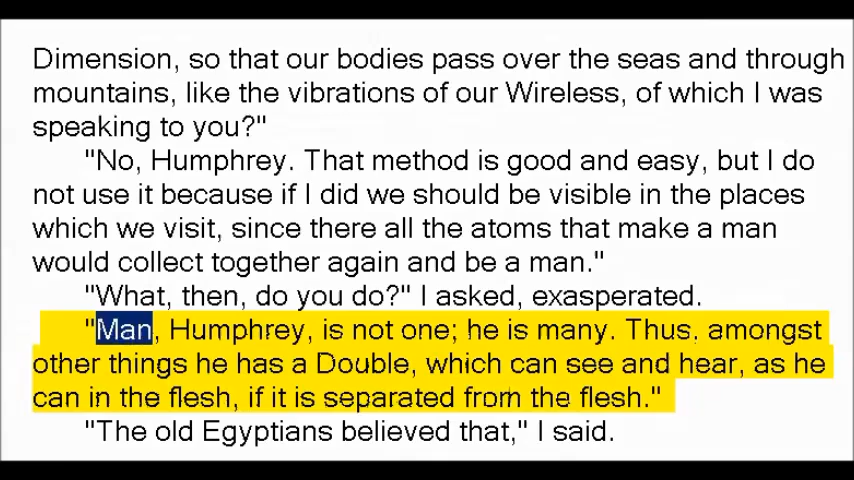 Dimension, so that our bodies pass over the seas and through
mountains, like the vibrations of our Wireless, of which I was
speaking to you?"
"No, Humphrey. That method is good and easy, but I do
not use it because if I did we should be visible in the places
which we visit, since there all the atoms that make a man
would collect together again and be a man."
"What, then, do you do?" I asked, exasperated.
"Man, Humphrey, is not one; he is many. Thus, amongst
other things he has a Double, which can see and hear, as he
can in the flesh, if it is separated from the flesh."
"The old Egyptians believed that," I said.